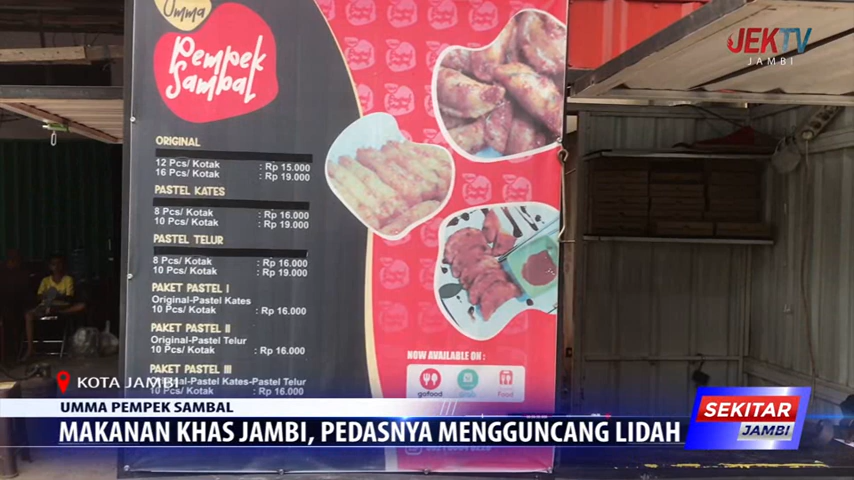 Umma
Pempek
Sambal
JEKTV
JAMBI
ORIGINAL
12 Pcs/ Kotak : Rp 15.000
16 Pcs/ Kotak : Rp 19.000
PASTEL KATES
8 Pcs/ Kotak : Rp 16.000
10 Pcs/ Kotak : Rp 19.000
PASTEL TELUR
8 Pcs/ Kotak : Rp 16.000
10 Pcs/ Kotak : Rp 19.000
PAKET PASTEL I
Original-Pastel Kates
10 Pcs/ Kotak : Rp 16.000
PAKET PASTEL II
Original-Pastel Telur
10 Pcs/ Kotak : Rp 16.000
PAKET PASTEL III
Pastel Kates-Pastel Telur
10 Pcs/ Kotak : Rp 16.000
NOW AVAILABLE ON :
gofood
Grab
Food
KOTA JAMBI
UMMA PEMPEK SAMBAL
MAKANAN KHAS JAMBI, PEDASNYA MENGGUNCANG LIDAH
SEKITAR
JAMBI